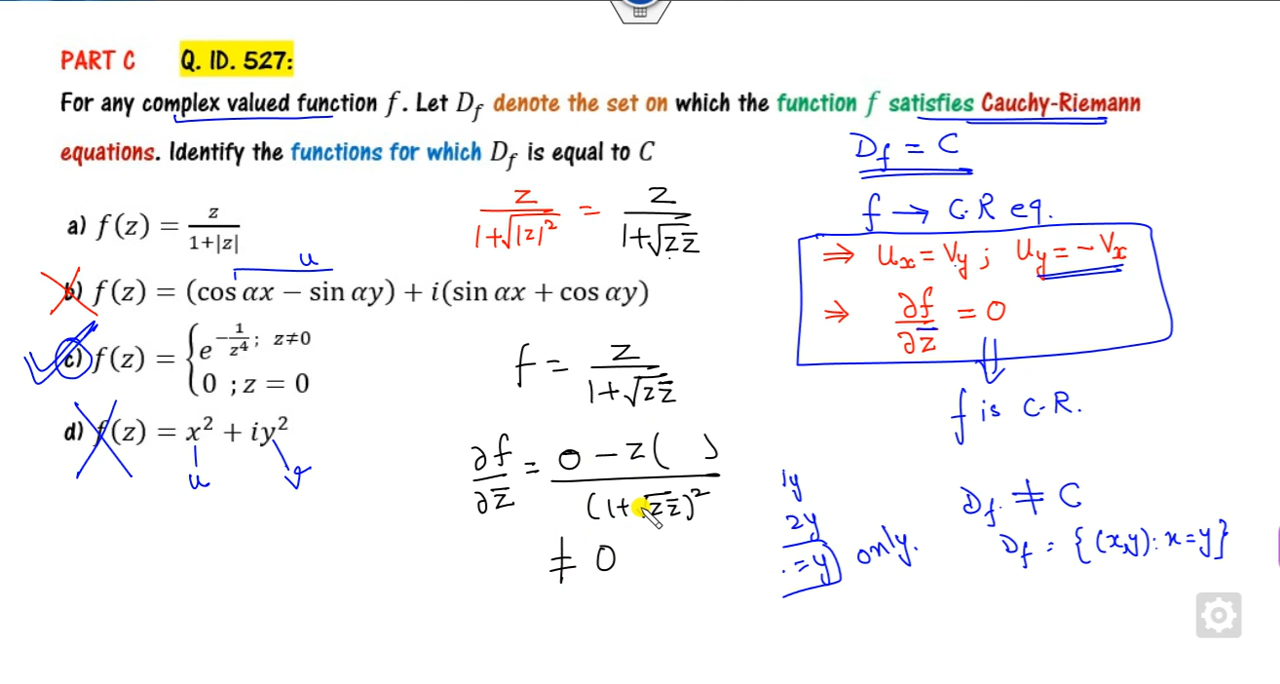 PART C Q. ID. 527:
For any complex valued function f. Let D_f denote the set on which the function f satisfies Cauchy-Riemann
equations. Identify the functions for which D_f is equal to C
D_f = C
a) f(z) = z/(1+|z|)
z/(1+√|z|²) = z/(1+√z z̄)
f → C.R eq.
u
⇒ u_x = v_y ; u_y = -v_x
b) f(z) = (cos αx − sin αy) + i(sin αx + cos αy)
⇒ ∂f/∂z̄ = 0
c) f(z) = { e^(-1/z⁴) ; z≠0
0 ; z = 0
f = z/(1+√z z̄)
⇓
f is C.R.
d) f(z) = x² + iy²
u v
∂f/∂z̄ = (0 − z( ))/(1+√z z̄)²
≠ 0
2y
=y only.
D_f ≠ C
D_f = {(x,y): x=y}